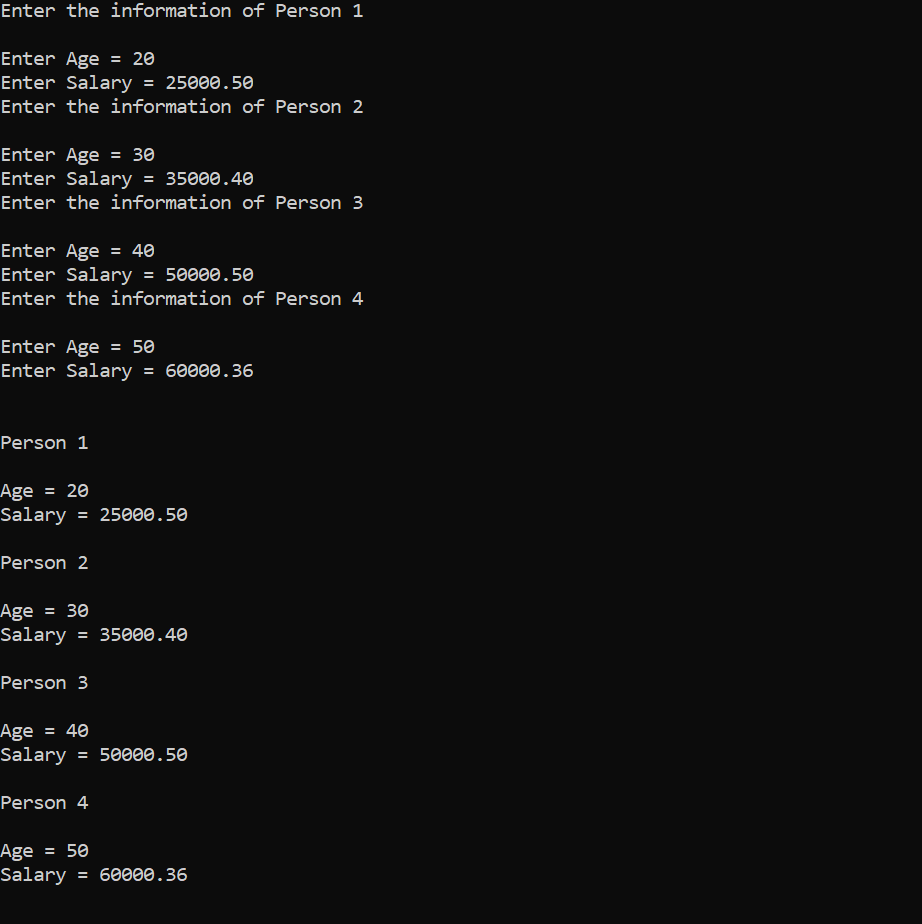 Enter the information of Person 1
Enter Age = 20
Enter Salary = 25000.50
Enter the information of Person 2
Enter Age = 30
Enter Salary = 35000.40
Enter the information of Person 3
Enter Age = 40
Enter Salary = 50000.50
Enter the information of Person 4
Enter Age = 50
Enter Salary = 60000.36
Person 1
Age = 20
Salary = 25000.50
Person 2
Age = 30
Salary = 35000.40
Person 3
Age = 40
Salary = 50000.50
Person 4
Age = 50
Salary = 60000.36